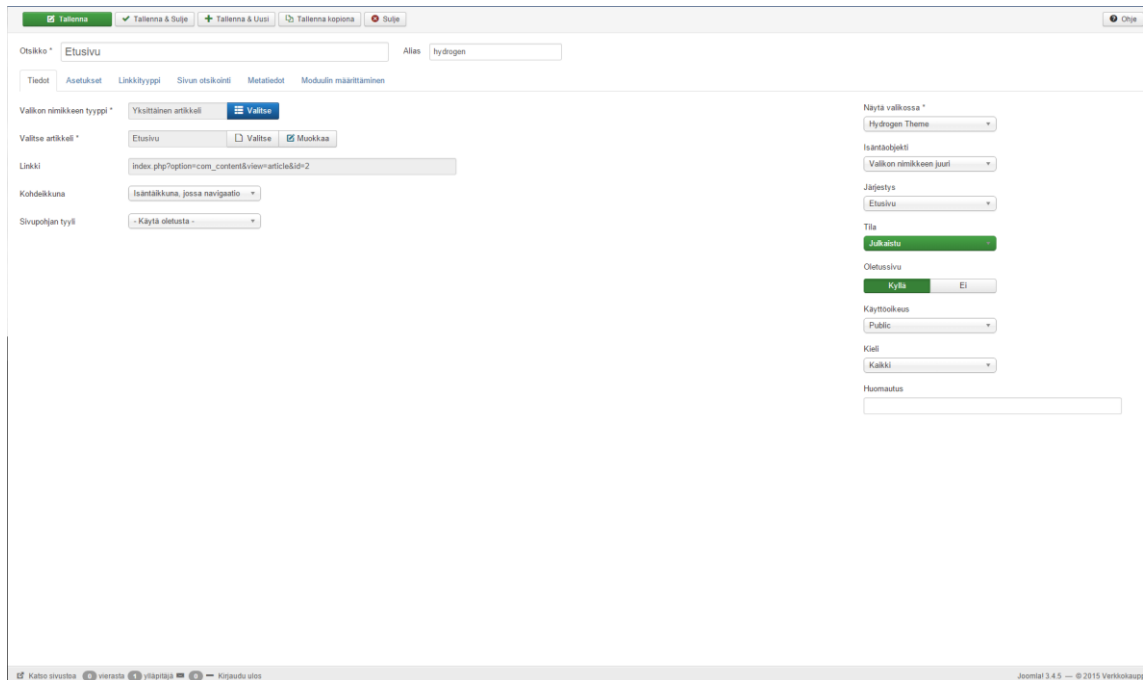 Tallenna Tallenna & Sulje Tallenna & Uusi Tallenna kopiona Sulje Ohje
Otsikko * Etusivu Alias hydrogen
Tiedot Asetukset Linkkityyppi Sivun otsikointi Metatiedot Moduulin määrittäminen
Valikon nimikkeen tyyppi * Yksittäinen artikkeli Valitse
Valitse artikkeli * Etusivu Valitse Muokkaa
Linkki index.php?option=com_content&view=article&id=2
Kohdeikkuna Isäntäikkuna, jossa navigaatio
Sivupohjan tyyli - Käytä oletusta -
Näytä valikossa *
Hydrogen Theme
Isäntäobjekti
Valikon nimikkeen juuri
Järjestys
Etusivu
Tila
Julkaistu
Oletussivu
Kyllä Ei
Käyttöoikeus
Public
Kieli
Kaikki
Huomautus
Katso sivustoa 0 vierasta 1 ylläpitäjä 0 Kirjaudu ulos Joomla! 3.4.5 — © 2015 Verkkokaupp